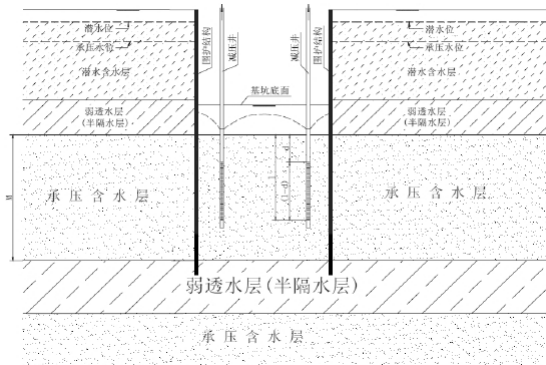 潜水位
承压水位
潜水含水层
围护结构
减压井
减压井
围护结构
潜水位
承压水位
潜水含水层
基坑底面
弱透水层
(半隔水层)
弱透水层
(半隔水层)
d
l
(l-d)
M
承压含水层
承压含水层
弱透水层(半隔水层)
承压含水层